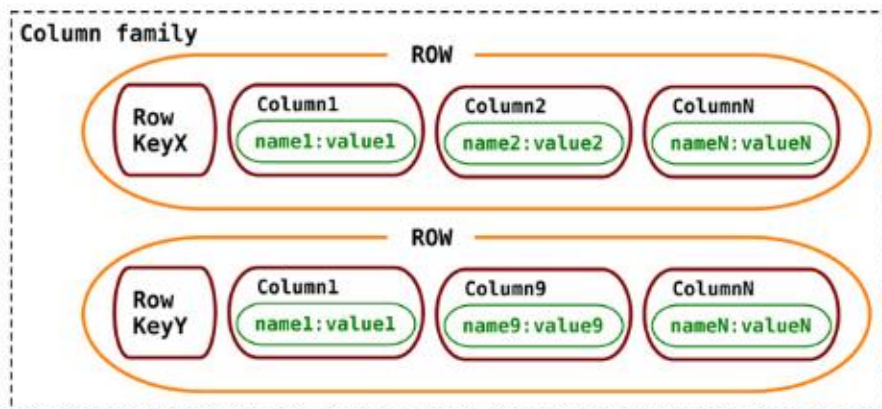 Column family
ROW
Row
KeyX
Column1
name1:value1
Column2
name2:value2
ColumnN
nameN:valueN
ROW
Row
KeyY
Column1
name1:value1
Column9
name9:value9
ColumnN
nameN:valueN